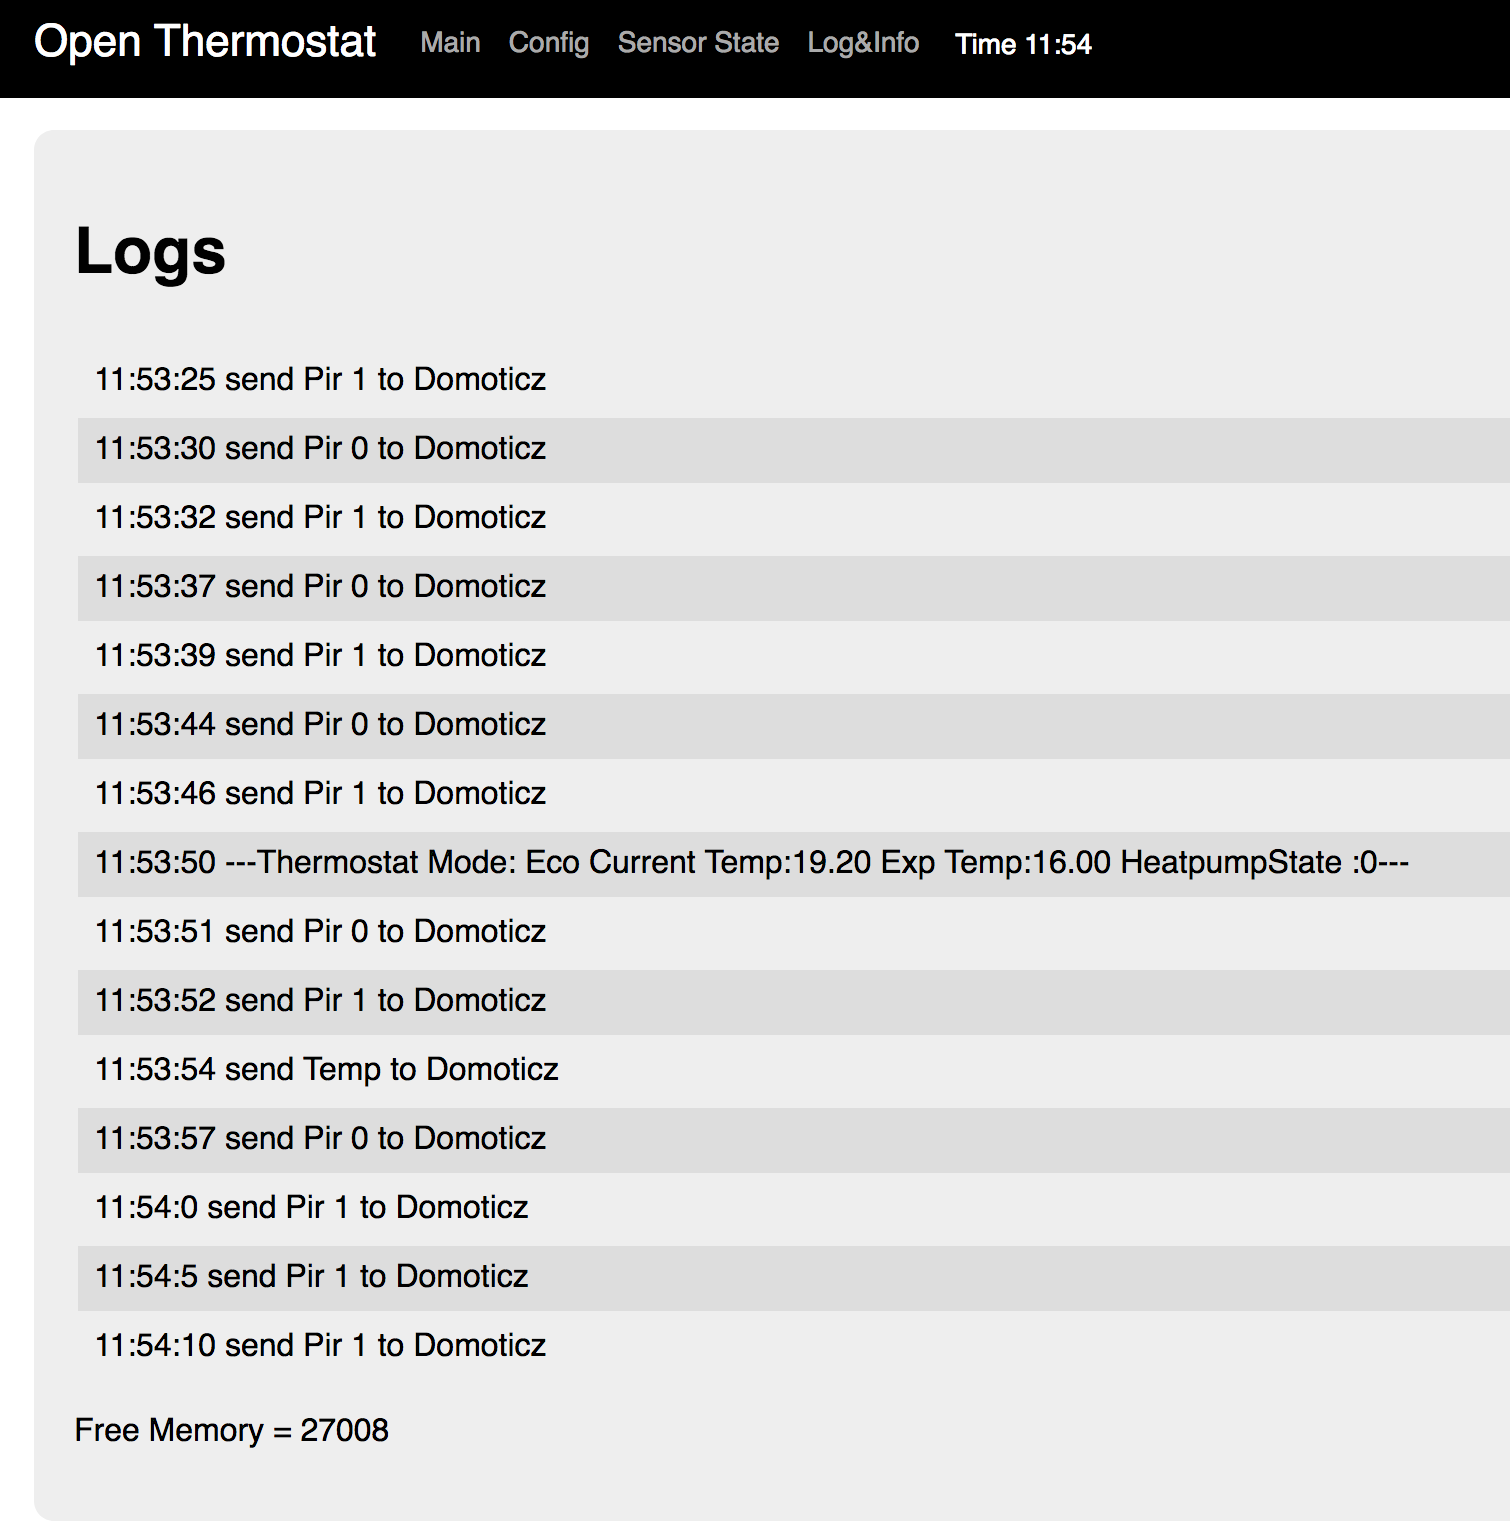 Open Thermostat Main Config Sensor State Log&Info Time 11:54
Logs
11:53:25 send Pir 1 to Domoticz
11:53:30 send Pir 0 to Domoticz
11:53:32 send Pir 1 to Domoticz
11:53:37 send Pir 0 to Domoticz
11:53:39 send Pir 1 to Domoticz
11:53:44 send Pir 0 to Domoticz
11:53:46 send Pir 1 to Domoticz
11:53:50 ---Thermostat Mode: Eco Current Temp:19.20 Exp Temp:16.00 HeatpumpState :0---
11:53:51 send Pir 0 to Domoticz
11:53:52 send Pir 1 to Domoticz
11:53:54 send Temp to Domoticz
11:53:57 send Pir 0 to Domoticz
11:54:0 send Pir 1 to Domoticz
11:54:5 send Pir 1 to Domoticz
11:54:10 send Pir 1 to Domoticz
Free Memory = 27008